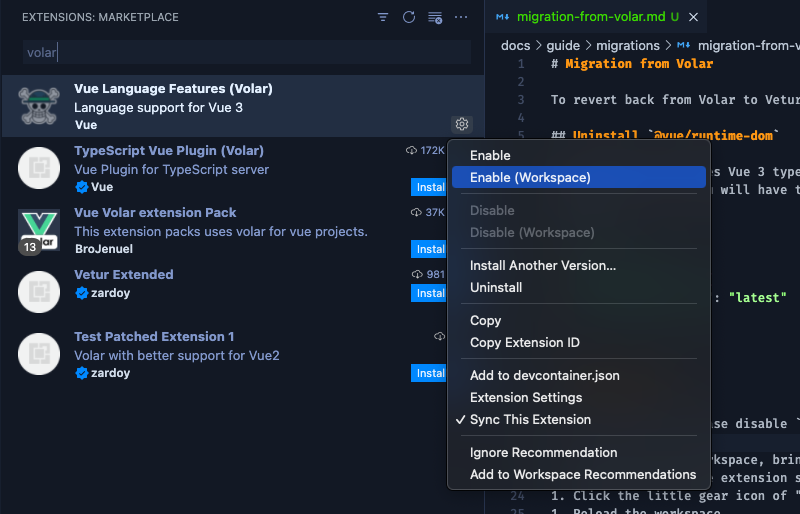 EXTENSIONS: MARKETPLACE
volar
Vue Language Features (Volar)
Language support for Vue 3
Vue
TypeScript Vue Plugin (Volar)
172K
Vue Plugin for TypeScript server
Vue
Install
Vue Volar extension Pack
37K
This extension packs uses volar for vue projects.
13
BroJenuel
Install
Vetur Extended
981
zardoy
Install
Test Patched Extension 1
Volar with better support for Vue2
zardoy
Install
Enable
Enable (Workspace)
Disable
Disable (Workspace)
Install Another Version...
Uninstall
Copy
Copy Extension ID
Add to devcontainer.json
Extension Settings
✓ Sync This Extension
Ignore Recommendation
Add to Workspace Recommendations
migration-from-volar.md U
docs > guide > migrations > migration-from-v
1 # Migration from Volar
2
3 To revert back from Volar to Vetur
4
5 ## Uninstall `@vue/runtime-dom`
es Vue 3 type
u will have t
: "latest"
ase disable `
kspace, brin
extension s
24 1. Click the little gear icon of "
25 1. Reload the workspace